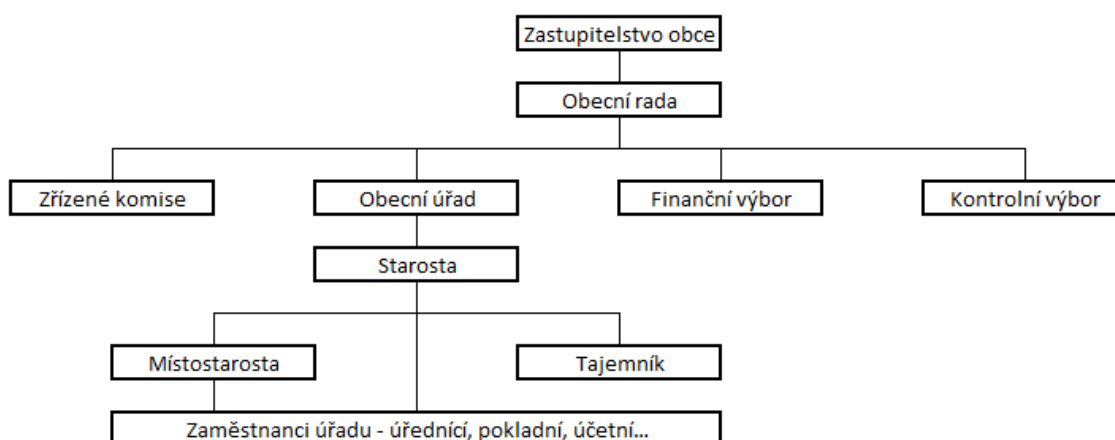 Zastupitelstvo obce
Obecní rada
Zřízené komise
Obecní úřad
Finanční výbor
Kontrolní výbor
Starosta
Místostarosta
Tajemník
Zaměstnanci úřadu - úřednící, pokladní, účetní...